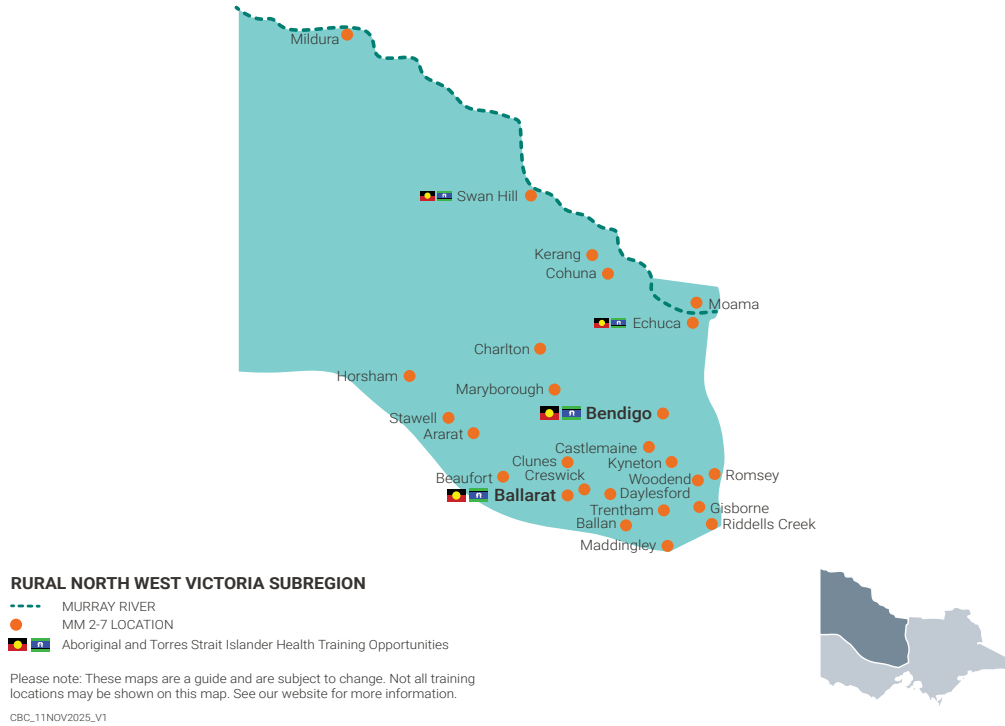 Mildura
Swan Hill
Kerang
Cohuna
Moama
Echuca
Charlton
Horsham
Maryborough
Bendigo
Stawell
Ararat
Castlemaine
Clunes
Kyneton
Beaufort
Creswick
Woodend
Romsey
Ballarat
Daylesford
Trentham
Gisborne
Ballan
Riddells Creek
Maddingley
RURAL NORTH WEST VICTORIA SUBREGION
MURRAY RIVER
MM 2-7 LOCATION
Aboriginal and Torres Strait Islander Health Training Opportunities
Please note: These maps are a guide and are subject to change. Not all training
locations may be shown on this map. See our website for more information.
CBC_11NOV2025_V1